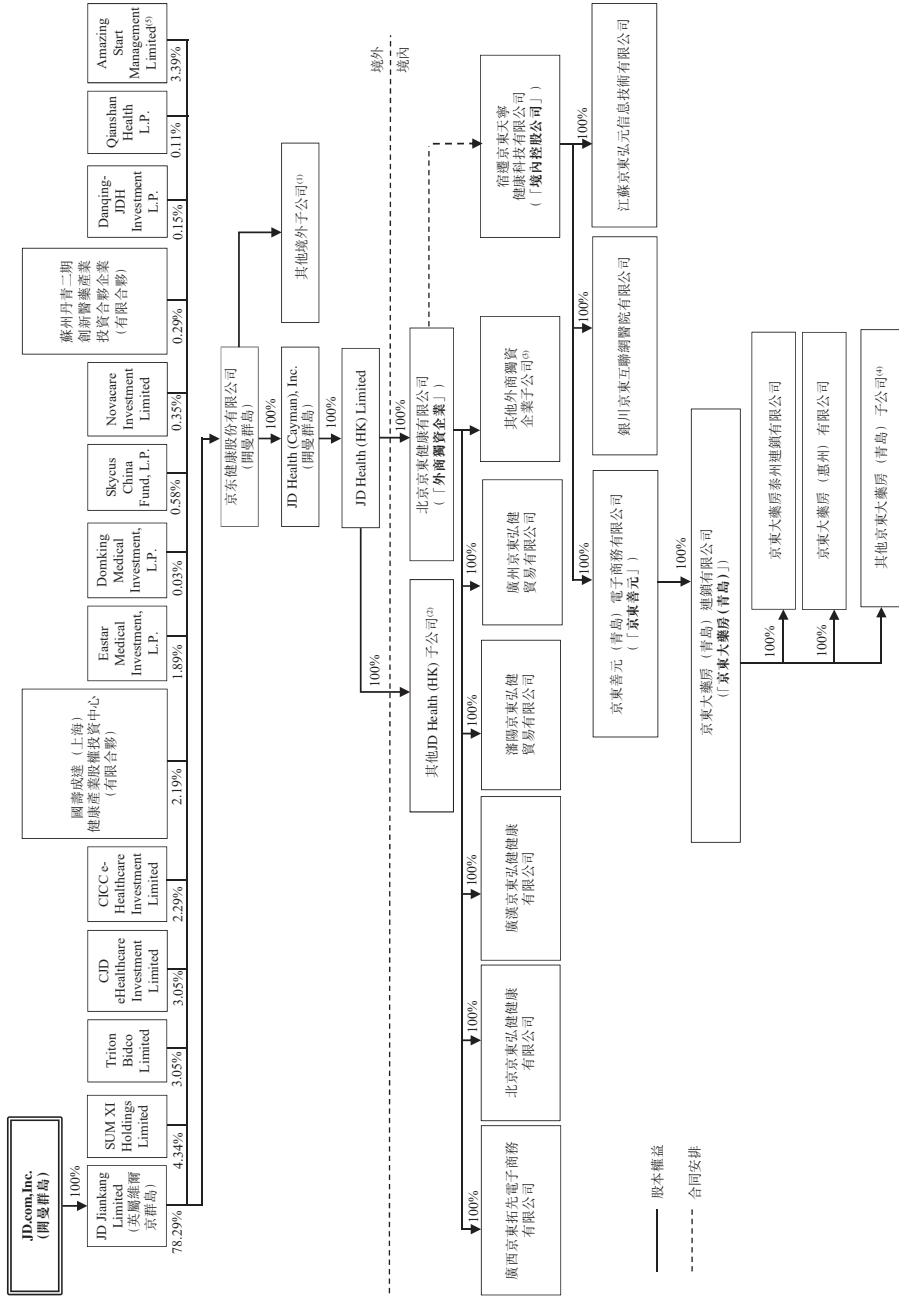 JD.com,Inc.
(開曼群島)
100%
JD Jiankang
Limited
(英屬維爾
京群島)
78.29%
SUM XI
Holdings
Limited
4.34%
Triton
Bidco
Limited
3.05%
CJD
eHealthcare
Investment
Limited
3.05%
CICC e-
Healthcare
Investment
Limited
2.29%
國壽成達（上海）
健康產業股權投資中心
（有限合夥）
2.19%
Eastar
Medical
Investment,
L.P.
1.89%
Domking
Medical
Investment,
L.P.
0.03%
Skycus
China
Fund, L.P.
0.58%
Novacare
Investment
Limited
0.35%
蘇州丹青二期
創新醫藥產業
投資合夥企業
（有限合夥）
0.29%
Danqing-
JDH
Investment
L.P.
0.15%
Qianshan
Health
L.P.
0.11%
Amazing
Start
Management
Limited(5)
3.39%
京东健康股份有限公司
（開曼群島）
其他境外子公司(1)
100%
JD Health (Cayman), Inc.
（開曼群島）
100%
JD Health (HK) Limited
境外
境內
100%
100%
其他JD Health (HK) 子公司(2)
北京京東健康有限公司
（「外商獨資企業」）
宿遷京東天寧
健康科技有限公司
（「境內控股公司」）
100%
廣西京東拓先電子商務
有限公司
100%
北京京東弘健健康
有限公司
100%
廣漢京東弘健健康
有限公司
100%
瀋陽京東弘健
貿易有限公司
100%
廣州京東弘健
貿易有限公司
其他外商獨資
企業子公司(3)
100%
京東善元（青島）電子商務有限公司
（「京東善元」）
100%
銀川京東互聯網醫院有限公司
100%
江蘇京東弘元信息技術有限公司
100%
京東大藥房（青島）連鎖有限公司
（「京東大藥房(青島)」）
100%
京東大藥房泰州連鎖有限公司
100%
京東大藥房（惠州）有限公司
100%
其他京東大藥房（青島）子公司(4)
股本權益
合同安排